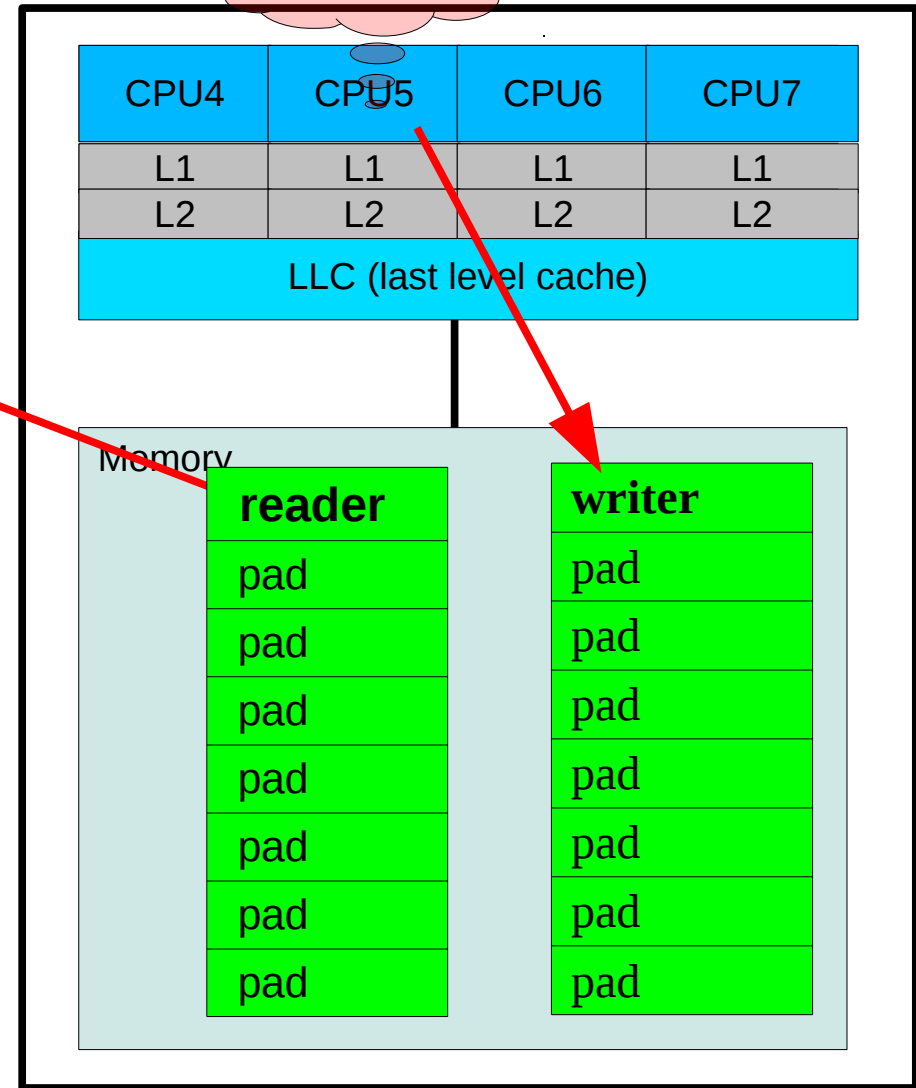 CPU4 CPU5 CPU6 CPU7
L1 L1 L1 L1
L2 L2 L2 L2
LLC (last level cache)
Memory
reader writer
pad pad
pad pad
pad pad
pad pad
pad pad
pad pad
pad pad